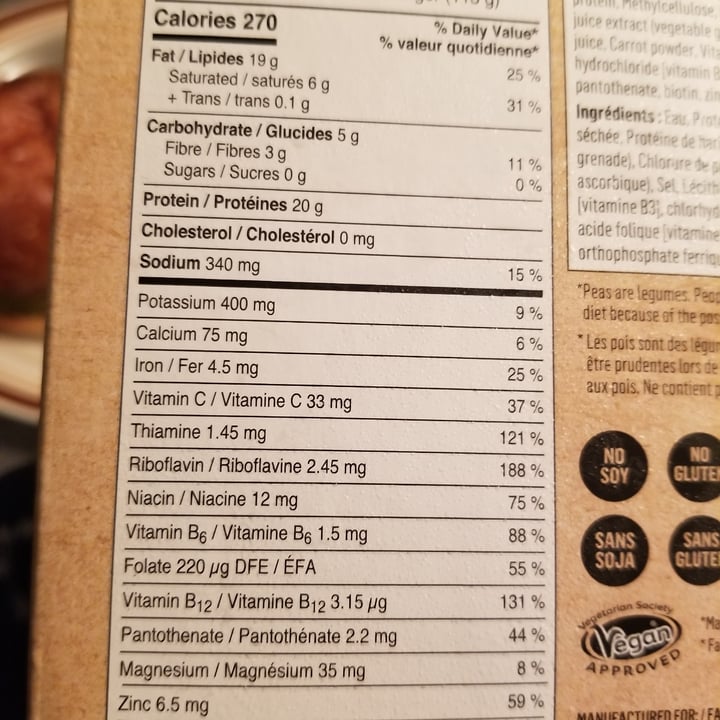 Calories 270
% Daily Value*
% valeur quotidienne*
Fat / Lipides 19 g 25 %
Saturated / saturés 6 g
+ Trans / trans 0.1 g 31 %
Carbohydrate / Glucides 5 g
Fibre / Fibres 3 g 11 %
Sugars / Sucres 0 g 0 %
Protein / Protéines 20 g
Cholesterol / Cholestérol 0 mg
Sodium 340 mg 15 %
Potassium 400 mg 9 %
Calcium 75 mg 6 %
Iron / Fer 4.5 mg 25 %
Vitamin C / Vitamine C 33 mg 37 %
Thiamine 1.45 mg 121 %
Riboflavin / Riboflavine 2.45 mg 188 %
Niacin / Niacine 12 mg 75 %
Vitamin B6 / Vitamine B6 1.5 mg 88 %
Folate 220 µg DFE / ÉFA 55 %
Vitamin B12 / Vitamine B12 3.15 µg 131 %
Pantothenate / Pantothénate 2.2 mg 44 %
Magnesium / Magnésium 35 mg 8 %
Zinc 6.5 mg 59 %
protein, Methylcellulose,
juice extract (vegetable
juice, Carrot powder,
hydrochloride [vitamin B
pantothenate, biotin,
Ingrédients : Eau,
séchée, Protéine de
grenade), Chlorure de
ascorbique), Sel,
[vitamine B3],
acide folique [vitamine
orthophosphate
*Peas are legumes.
diet because of the
* Les pois sont des
être prudentes lors de
aux pois. Ne contient
NO SOY
NO
SANS SOJA
SANS
Vegetarian Society
Vegan
APPROVED
MANUFACTURED FOR: